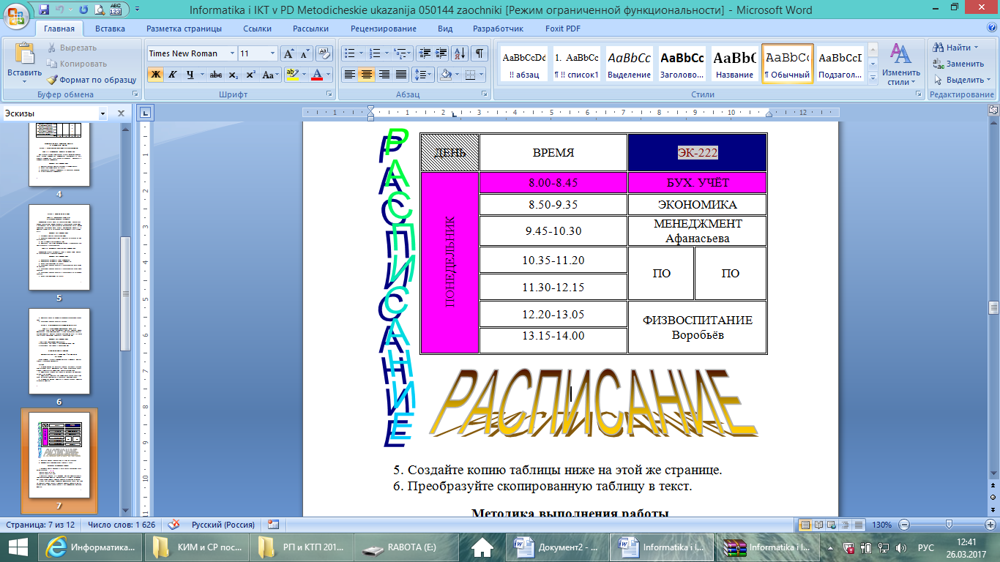 Informatika i IKT v PD Metodicheskie ukazanija 050144 zaochniki [Режим ограниченной функциональности] - Microsoft Word
Главная Вставка Разметка страницы Ссылки Рассылки Рецензирование Вид Разработчик Foxit PDF
Вставить
Вырезать
Копировать
Формат по образцу
Буфер обмена
Times New Roman 11
Ж К Ч abc x₂ x² Aa ab A
Шрифт
Абзац
AaBbCcDd 1. AaBbCc AaBbCc AaBbCc AaBbC AaBbCc AaBbCcI
!! абзац ¶ !! список1 Выделение Заголово... Название ¶ Обычный Подзагол...
Изменить стили
Стили
Найти
Заменить
Выделить
Редактирование
Эскизы
4
5
6
7
РАСПИСАНИЕ
ДЕНЬ ВРЕМЯ ЭК-222
ПОНЕДЕЛЬНИК
8.00-8.45 БУХ. УЧЁТ
8.50-9.35 ЭКОНОМИКА
9.45-10.30 МЕНЕДЖМЕНТ
Афанасьева
10.35-11.20
ПО ПО
11.30-12.15
12.20-13.05
ФИЗВОСПИТАНИЕ
Воробьёв
13.15-14.00
РАСПИСАНИЕ
5. Создайте копию таблицы ниже на этой же странице.
6. Преобразуйте скопированную таблицу в текст.
Методика выполнения работы
Страница: 7 из 12 Число слов: 1 626 Русский (Россия) 130%
Информатика... КИМ и СР пос... РП и КТП 201... RABOTA (E:) Документ2 - ... Informatika i I... Informatika i I... РУС 12:41
26.03.2017